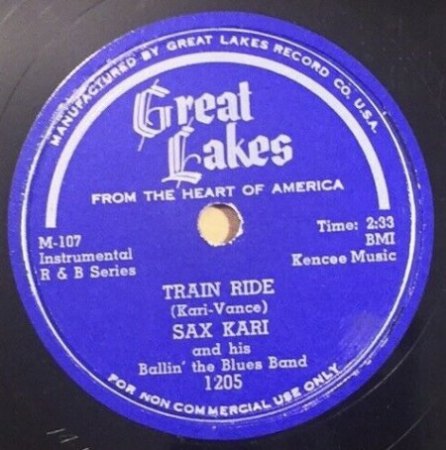 MANUFACTURED BY GREAT LAKES RECORD CO. U.S.A.
Great
Lakes
FROM THE HEART OF AMERICA
M-107
Instrumental
R & B Series
Time: 2:33
BMI
Kencee Music
TRAIN RIDE
(Kari-Vance)
SAX KARI
and his
Ballin' the Blues Band
1205
FOR NON COMMERCIAL USE ONLY